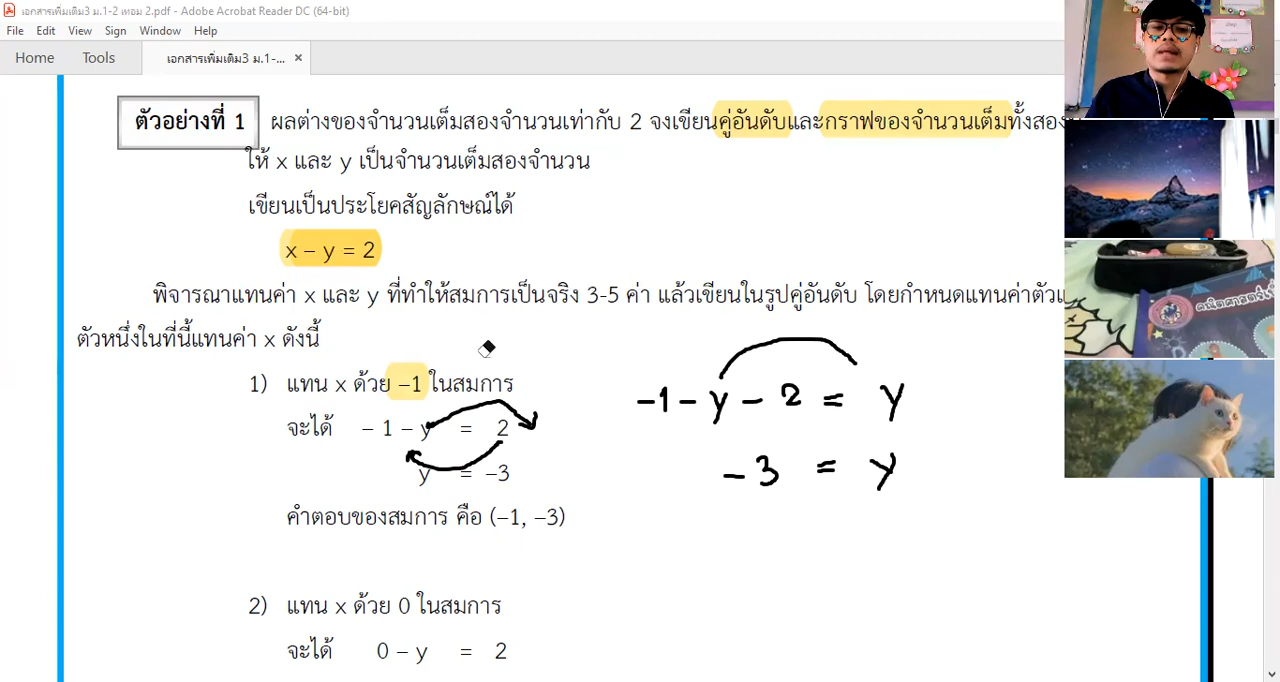 เอกสารเพิ่มเติม3 ม.1-2 เทอม 2.pdf - Adobe Acrobat Reader DC (64-bit)
File Edit View Sign Window Help
Home Tools เอกสารเพิ่มเติม3 ม.1-... ×
ตัวอย่างที่ 1 ผลต่างของจำนวนเต็มสองจำนวนเท่ากับ 2 จงเขียนคู่อันดับและกราฟของจำนวนเต็มทั้งสอง
ให้ x และ y เป็นจำนวนเต็มสองจำนวน
เขียนเป็นประโยคสัญลักษณ์ได้
x – y = 2
พิจารณาแทนค่า x และ y ที่ทำให้สมการเป็นจริง 3-5 ค่า แล้วเขียนในรูปคู่อันดับ โดยกำหนดแทนค่าตัว
ตัวหนึ่งในที่นี้แทนค่า x ดังนี้
1) แทน x ด้วย –1 ในสมการ
จะได้ – 1 – y = 2
y = –3
-1 - y - 2 = y
-3 = y
คำตอบของสมการ คือ (–1, –3)
2) แทน x ด้วย 0 ในสมการ
จะได้ 0 – y = 2